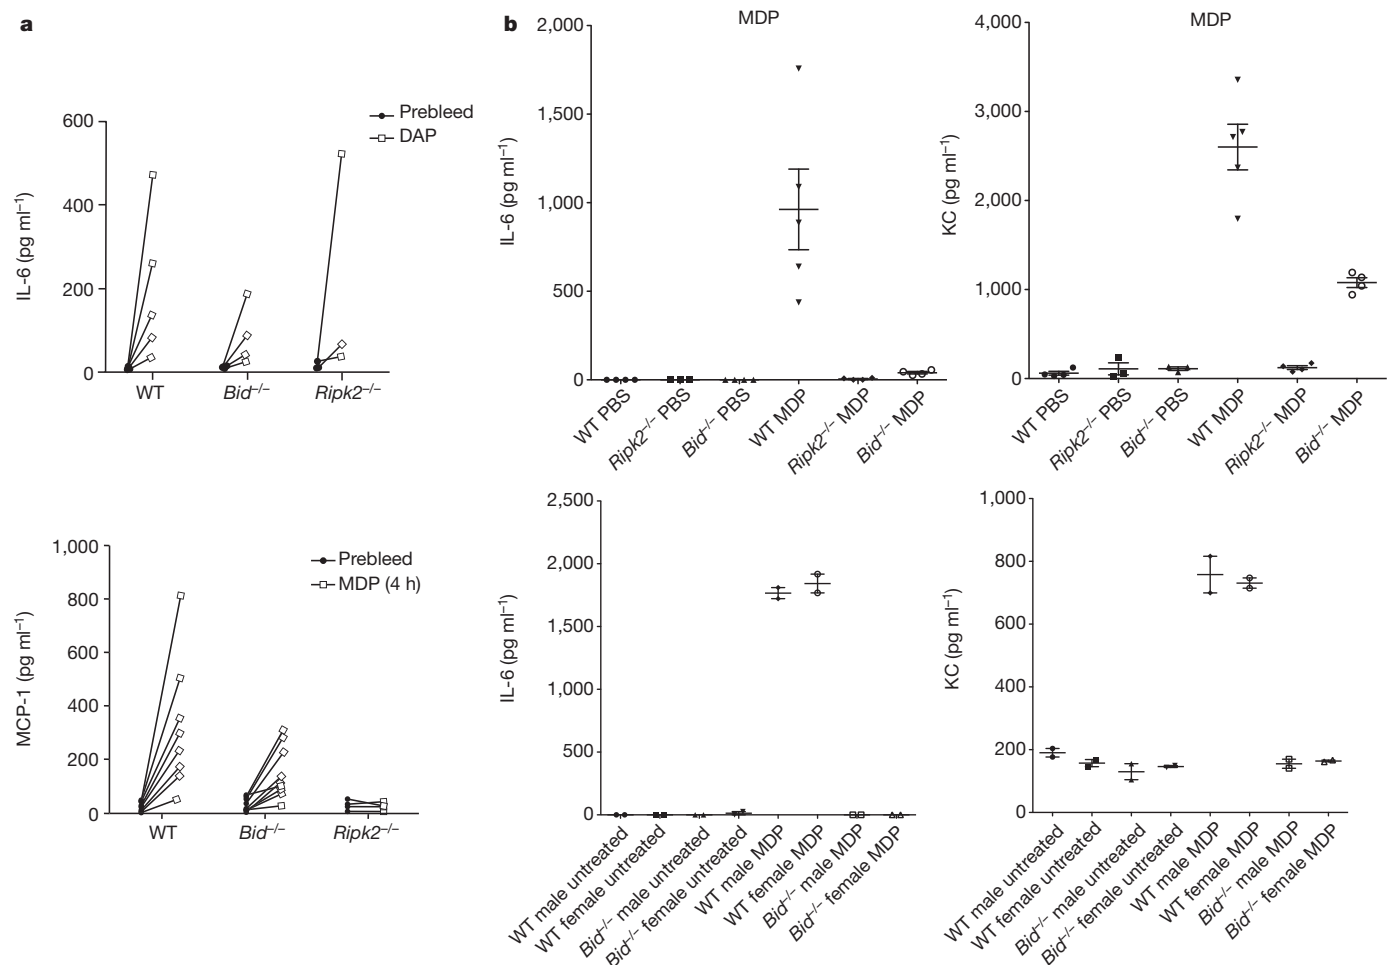 a
IL-6 (pg ml⁻¹)
600
400
200
0
Prebleed
DAP
WT
Bid⁻/⁻
Ripk2⁻/⁻
MCP-1 (pg ml⁻¹)
1,000
800
600
400
200
0
Prebleed
MDP (4 h)
WT
Bid⁻/⁻
Ripk2⁻/⁻
b
MDP
IL-6 (pg ml⁻¹)
2,000
1,500
1,000
500
0
WT PBS
Ripk2⁻/⁻ PBS
Bid⁻/⁻ PBS
WT MDP
Ripk2⁻/⁻ MDP
Bid⁻/⁻ MDP
MDP
KC (pg ml⁻¹)
4,000
3,000
2,000
1,000
0
WT PBS
Ripk2⁻/⁻ PBS
Bid⁻/⁻ PBS
WT MDP
Ripk2⁻/⁻ MDP
Bid⁻/⁻ MDP
IL-6 (pg ml⁻¹)
2,500
2,000
1,500
1,000
500
0
WT male untreated
WT female untreated
Bid⁻/⁻ male untreated
Bid⁻/⁻ female untreated
WT male MDP
WT female MDP
Bid⁻/⁻ male MDP
Bid⁻/⁻ female MDP
KC (pg ml⁻¹)
1,000
800
600
400
200
0
WT male untreated
WT female untreated
Bid⁻/⁻ male untreated
Bid⁻/⁻ female untreated
WT male MDP
WT female MDP
Bid⁻/⁻ male MDP
Bid⁻/⁻ female MDP